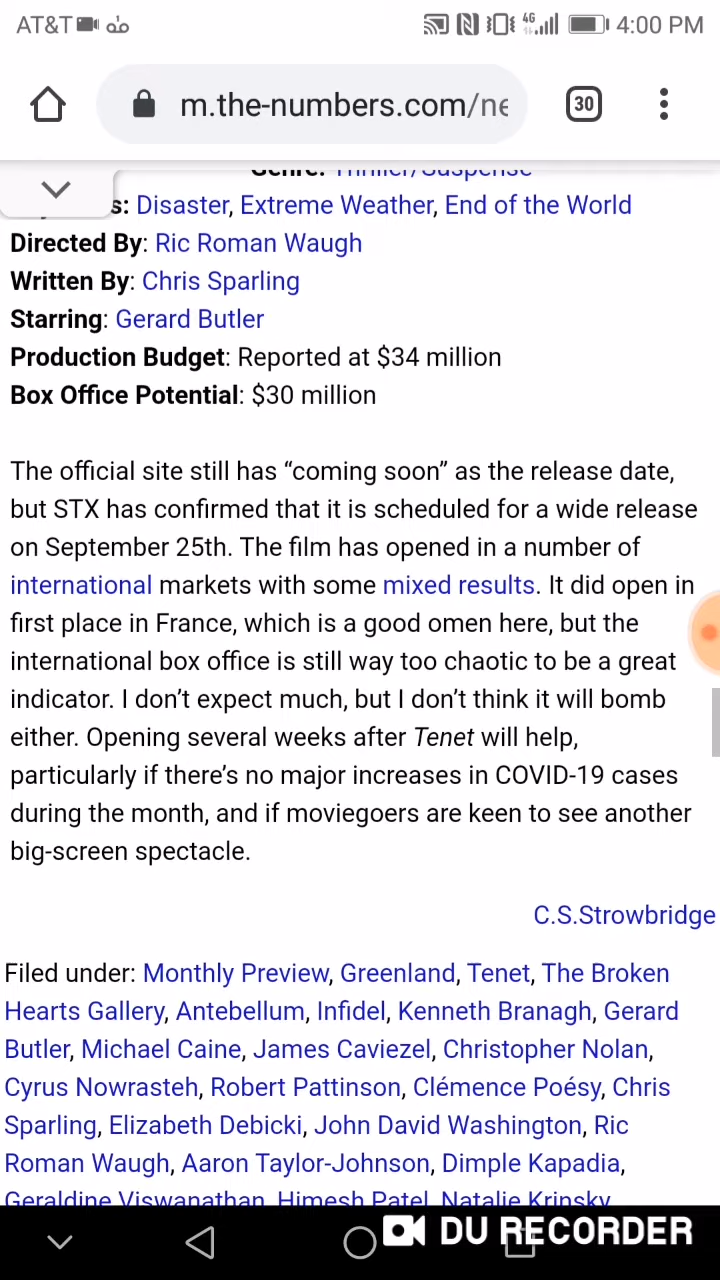 AT&T 4G 4:00 PM
m.the-numbers.com/ne 30
Genre: Thriller/Suspense
s: Disaster, Extreme Weather, End of the World
Directed By: Ric Roman Waugh
Written By: Chris Sparling
Starring: Gerard Butler
Production Budget: Reported at $34 million
Box Office Potential: $30 million
The official site still has “coming soon” as the release date,
but STX has confirmed that it is scheduled for a wide release
on September 25th. The film has opened in a number of
international markets with some mixed results. It did open in
first place in France, which is a good omen here, but the
international box office is still way too chaotic to be a great
indicator. I don’t expect much, but I don’t think it will bomb
either. Opening several weeks after Tenet will help,
particularly if there’s no major increases in COVID-19 cases
during the month, and if moviegoers are keen to see another
big-screen spectacle.
C.S.Strowbridge
Filed under: Monthly Preview, Greenland, Tenet, The Broken
Hearts Gallery, Antebellum, Infidel, Kenneth Branagh, Gerard
Butler, Michael Caine, James Caviezel, Christopher Nolan,
Cyrus Nowrasteh, Robert Pattinson, Clémence Poésy, Chris
Sparling, Elizabeth Debicki, John David Washington, Ric
Roman Waugh, Aaron Taylor-Johnson, Dimple Kapadia,
Geraldine Viswanathan, Himesh Patel, Natalie Krinsky
DU RECORDER